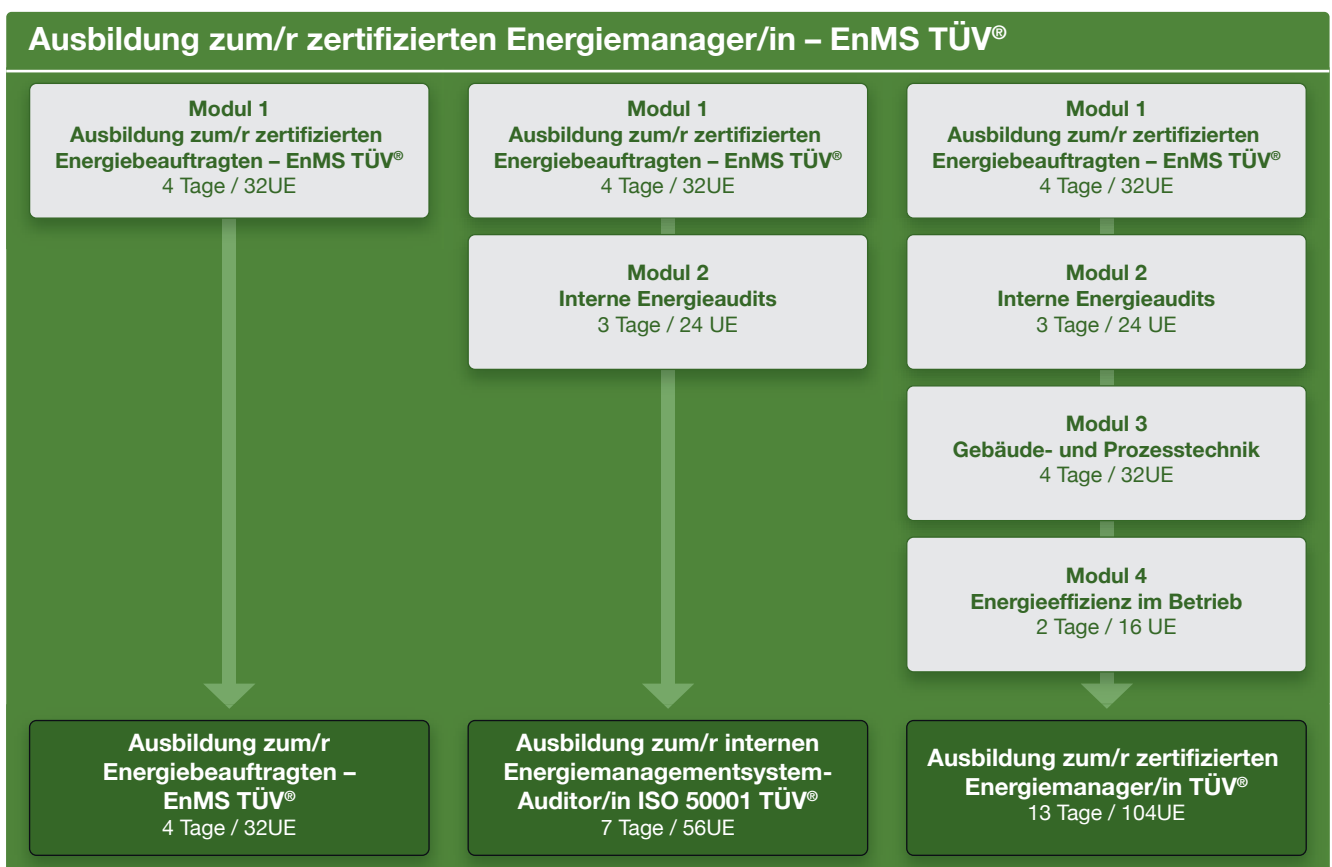 Ausbildung zum/r zertifizierten Energiemanager/in – EnMS TÜV®
Modul 1
Ausbildung zum/r zertifizierten
Energiebeauftragten – EnMS TÜV®
4 Tage / 32UE
Ausbildung zum/r
Energiebeauftragten –
EnMS TÜV®
4 Tage / 32UE
Modul 1
Ausbildung zum/r zertifizierten
Energiebeauftragten – EnMS TÜV®
4 Tage / 32UE
Modul 2
Interne Energieaudits
3 Tage / 24 UE
Ausbildung zum/r internen
Energiemanagementsystem-
Auditor/in ISO 50001 TÜV®
7 Tage / 56UE
Modul 1
Ausbildung zum/r zertifizierten
Energiebeauftragten – EnMS TÜV®
4 Tage / 32UE
Modul 2
Interne Energieaudits
3 Tage / 24 UE
Modul 3
Gebäude- und Prozesstechnik
4 Tage / 32UE
Modul 4
Energieeffizienz im Betrieb
2 Tage / 16 UE
Ausbildung zum/r zertifizierten
Energiemanager/in TÜV®
13 Tage / 104UE